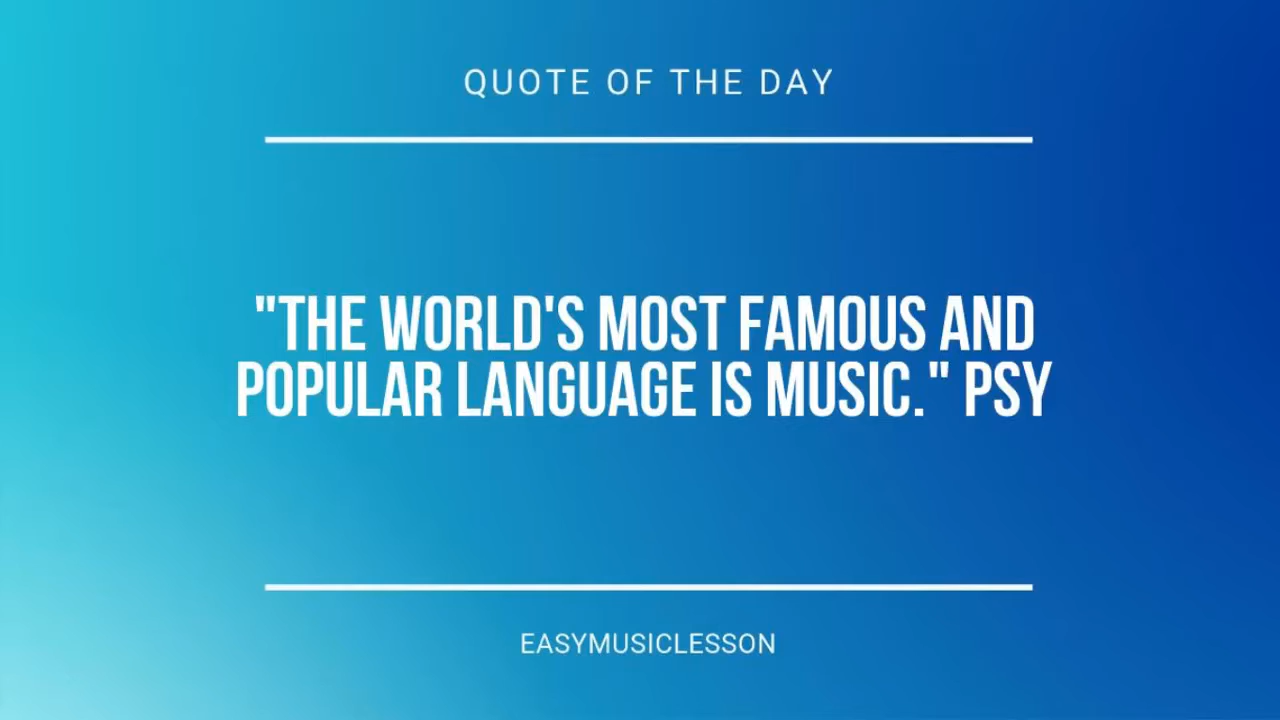 QUOTE OF THE DAY
"THE WORLD'S MOST FAMOUS AND
POPULAR LANGUAGE IS MUSIC." PSY
EASYMUSICLESSON